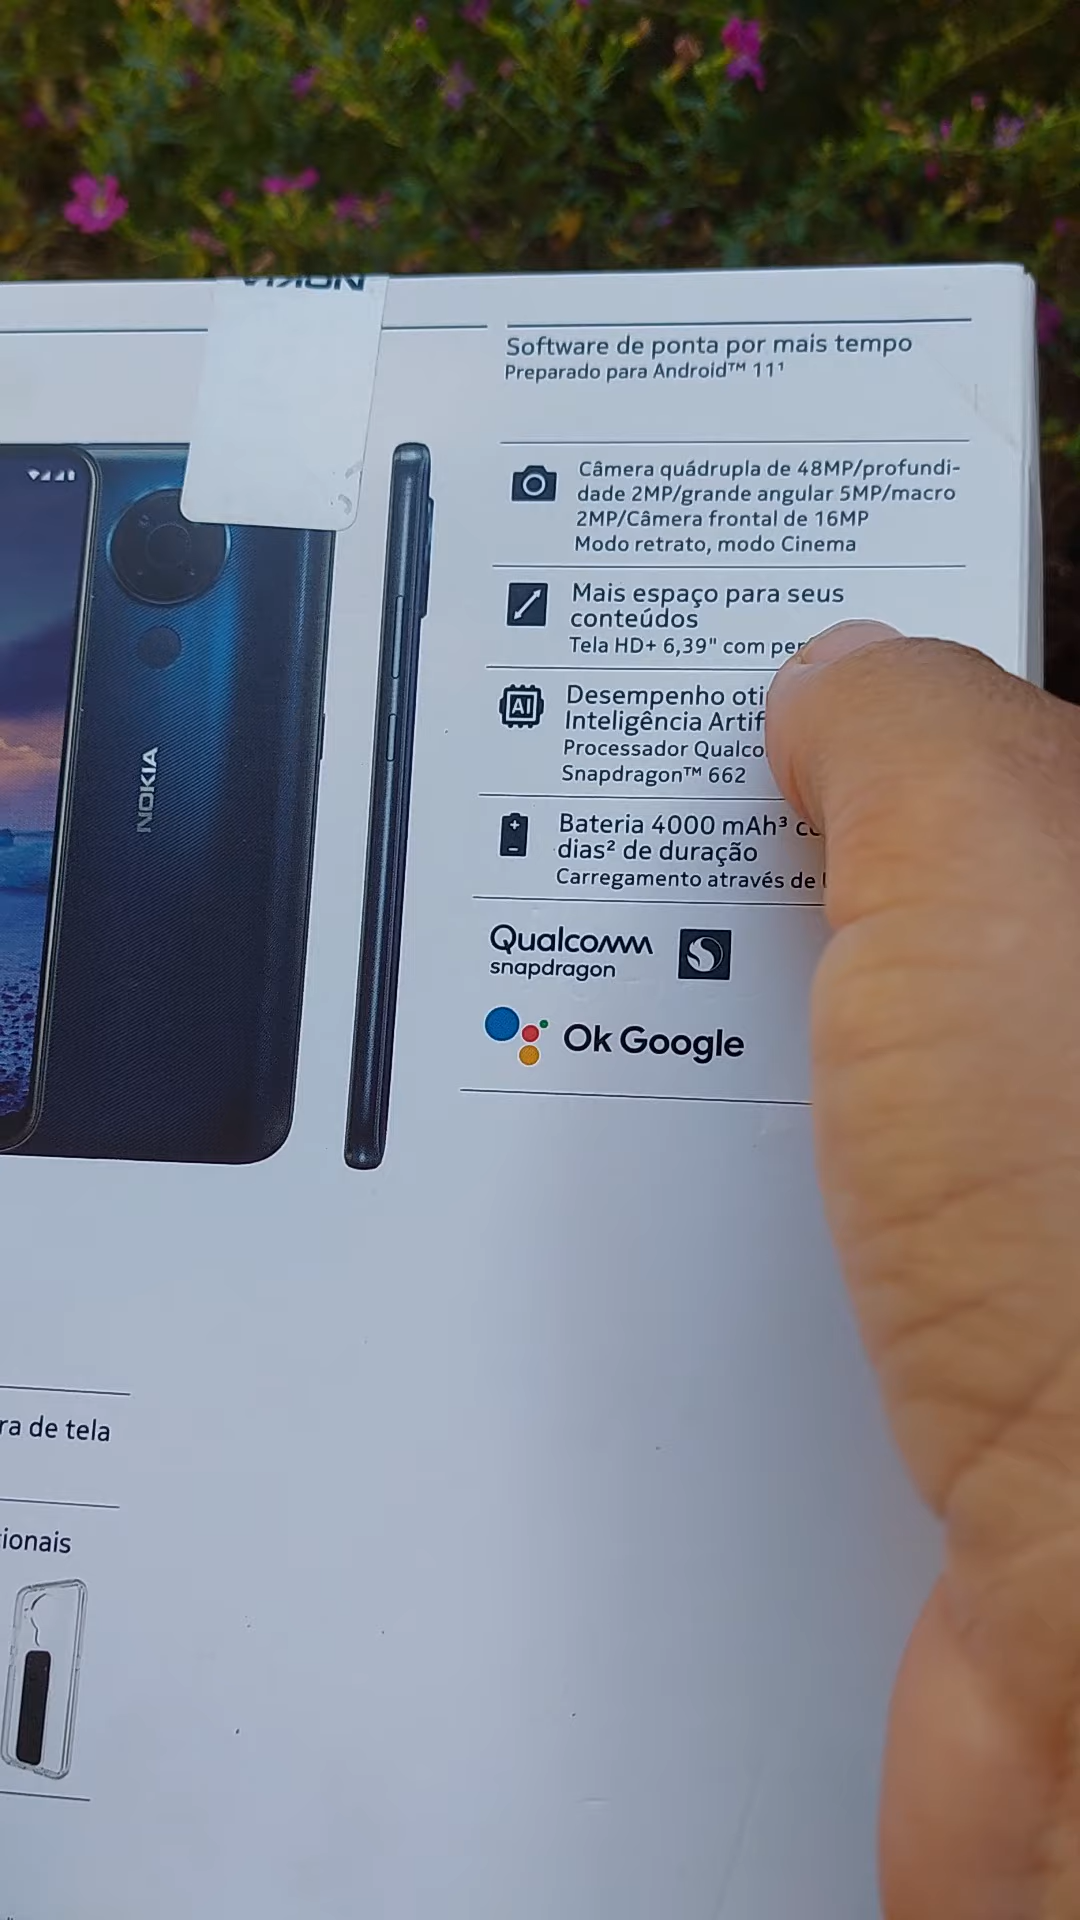 NOKIA
Software de ponta por mais tempo
Preparado para Android™ 11¹
Câmera quádrupla de 48MP/profundi-
dade 2MP/grande angular 5MP/macro
2MP/Câmera frontal de 16MP
Modo retrato, modo Cinema
Mais espaço para seus
conteúdos
Tela HD+ 6,39" com
AI
Desempenho
Inteligência
Processador
Snapdragon™ 662
Bateria 4000 mAh³
dias² de duração
Carregamento através de
Qualcomm
snapdragon
Ok Google
NOKIA
de tela